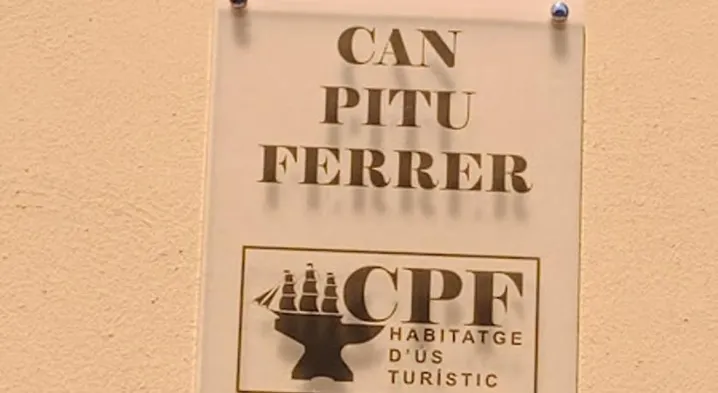 CAN
PITU
FERRER
CPF
HABITATGE
D'ÚS
TURÍSTIC